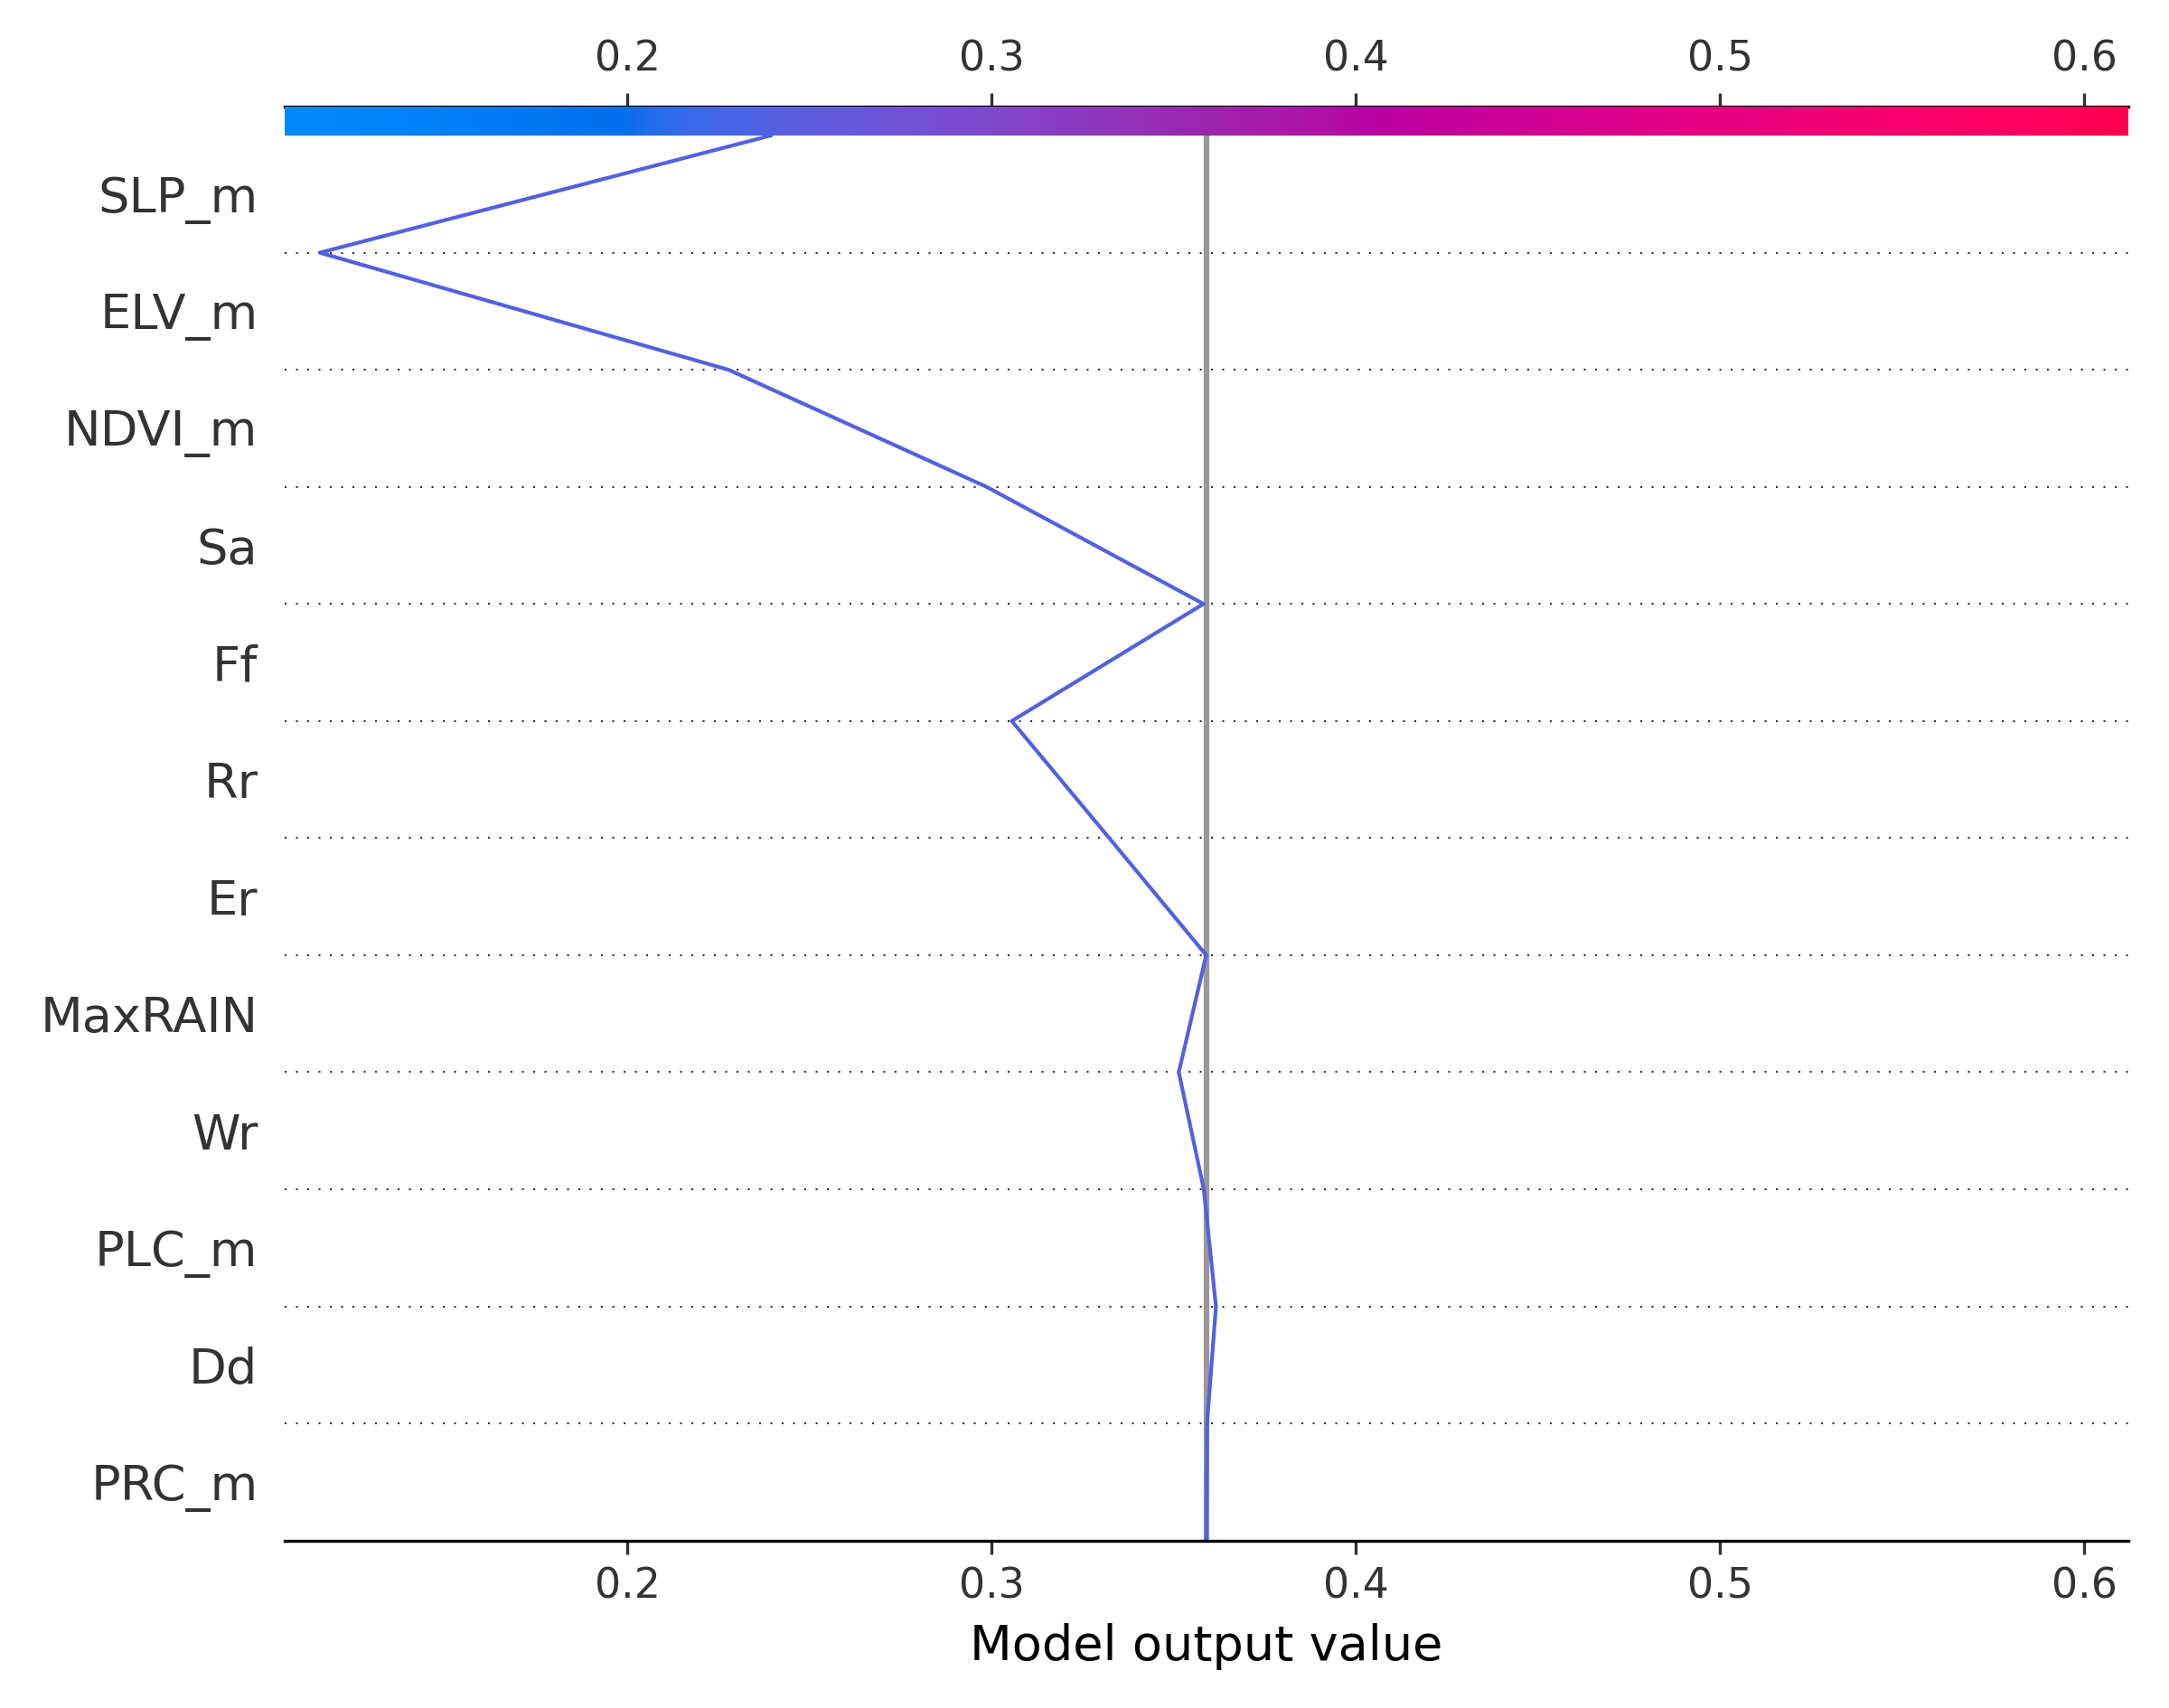 0.2 0.3 0.4 0.5 0.6
SLP_m
ELV_m
NDVI_m
Sa
Ff
Rr
Er
MaxRAIN
Wr
PLC_m
Dd
PRC_m
0.2 0.3 0.4 0.5 0.6
Model output value